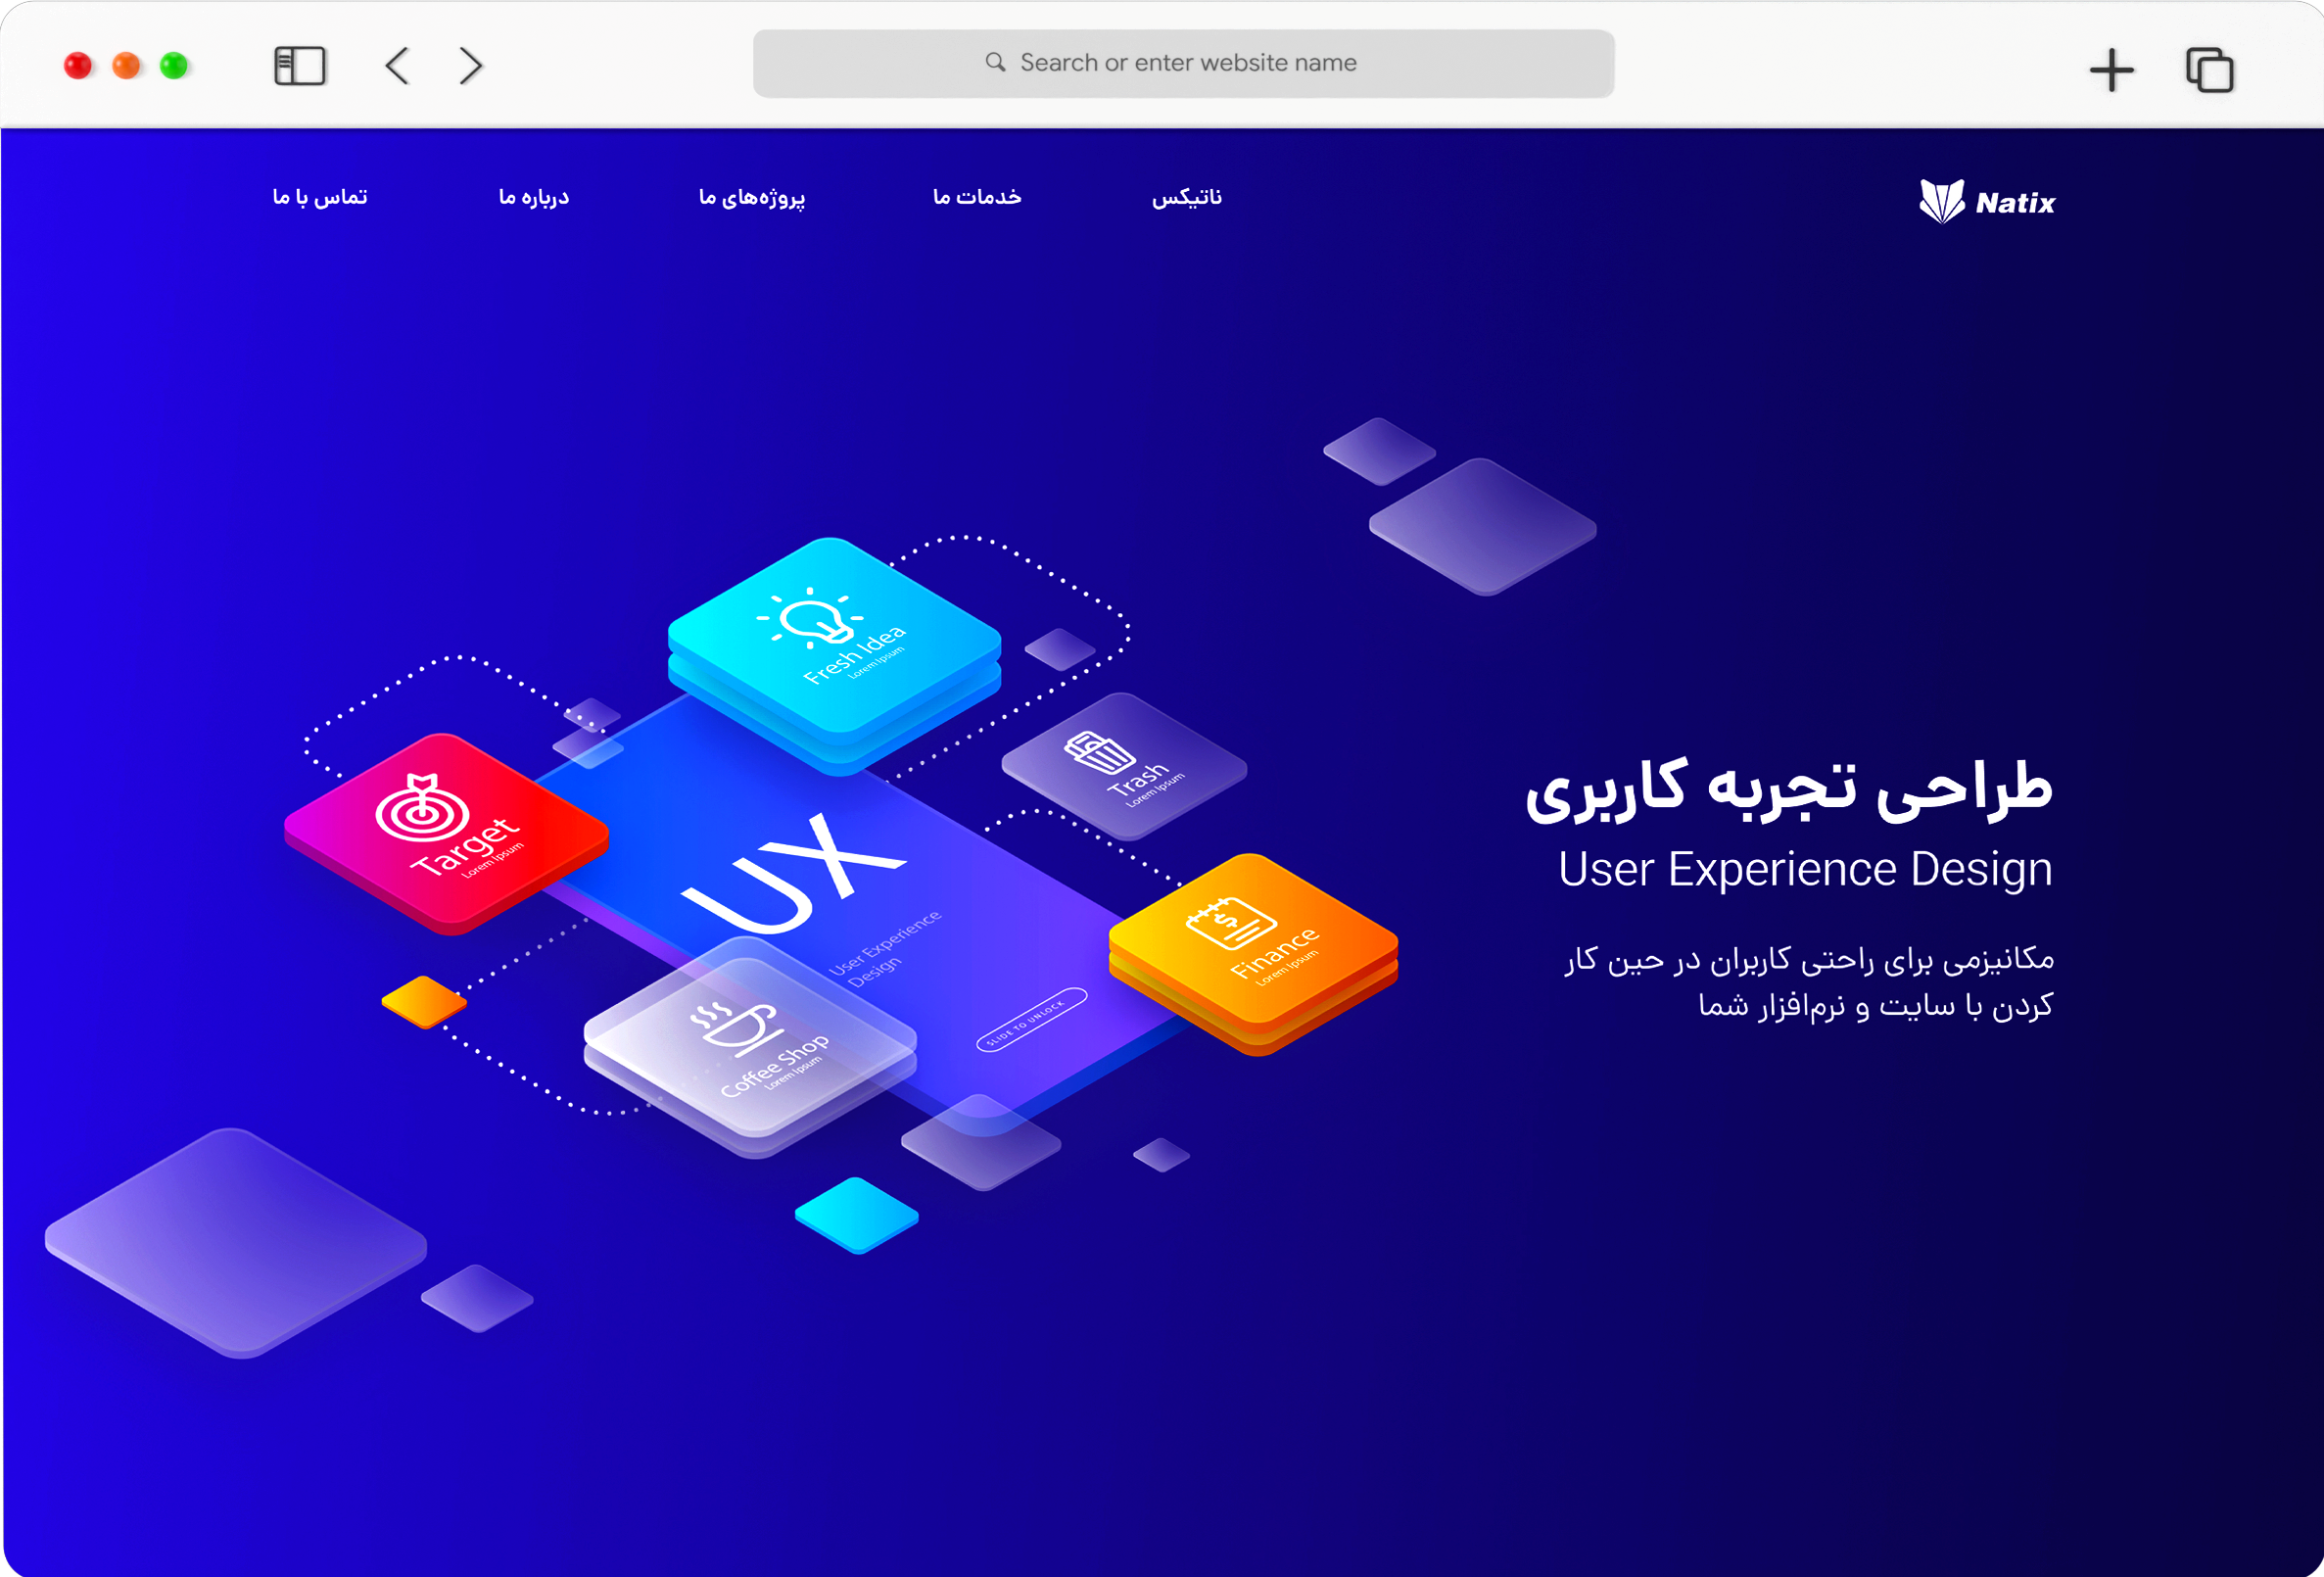 Search or enter website name
Natix
ناتیکس
خدمات ما
پروژه‌های ما
درباره ما
تماس با ما
طراحی تجربه کاربری
User Experience Design
مکانیزمی برای راحتی کاربران در حین کار
کردن با سایت و نرم‌افزار شما
Fresh Idea
Lorem Ipsum
Trash
Lorem Ipsum
Target
Lorem Ipsum
UX
User Experience
Design
SLIDE TO UNLOCK
Finance
Lorem Ipsum
Coffee Shop
Lorem Ipsum